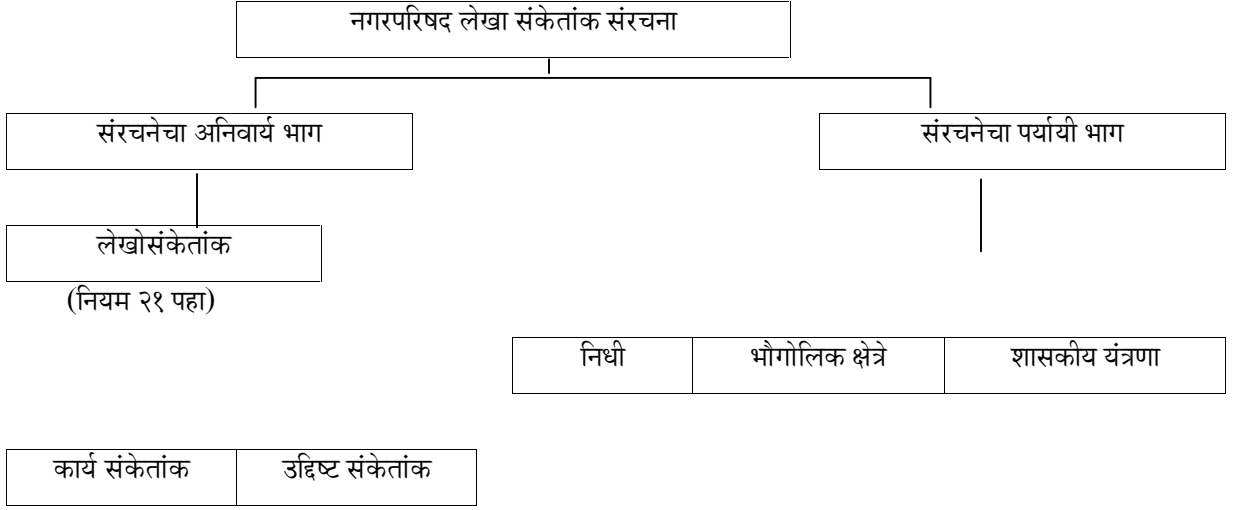 नगरपरिषद लेखा संकेतांक संरचना
संरचनेचा अनिवार्य भाग
संरचनेचा पर्यायी भाग
लेखोसंकेतांक
(नियम २१ पहा)
निधी
भौगोलिक क्षेत्रे
शासकीय यंत्रणा
कार्य संकेतांक
उद्दिष्ट संकेतांक